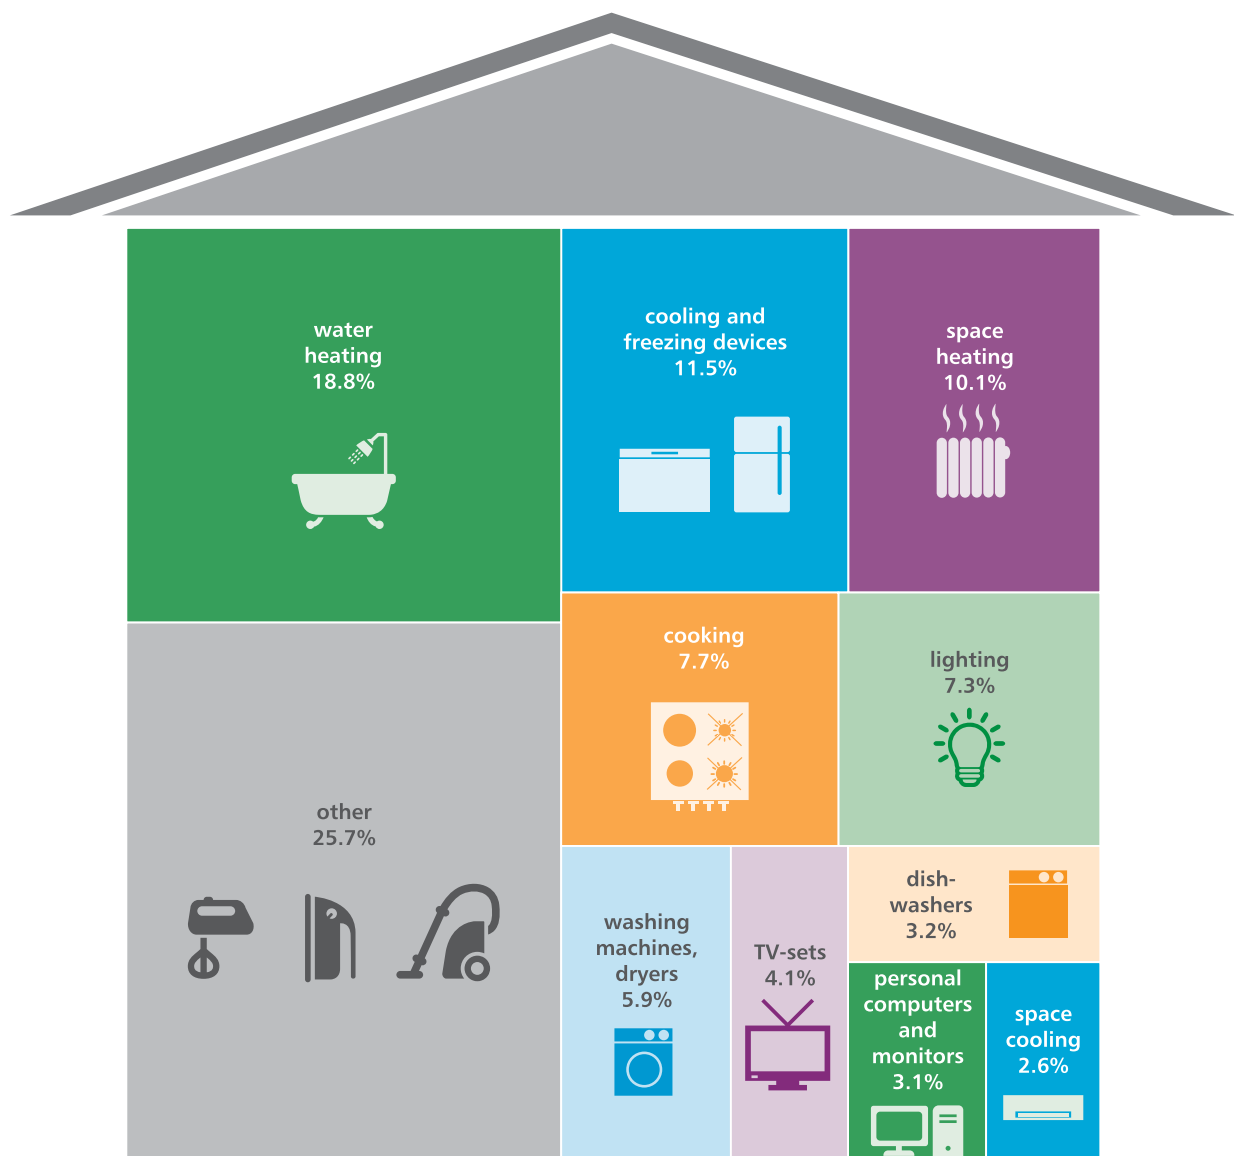 water
heating
18.8%
cooling and
freezing devices
11.5%
space
heating
10.1%
cooking
7.7%
lighting
7.3%
other
25.7%
washing
machines,
dryers
5.9%
TV-sets
4.1%
dish-
washers
3.2%
personal
computers
and
monitors
3.1%
space
cooling
2.6%